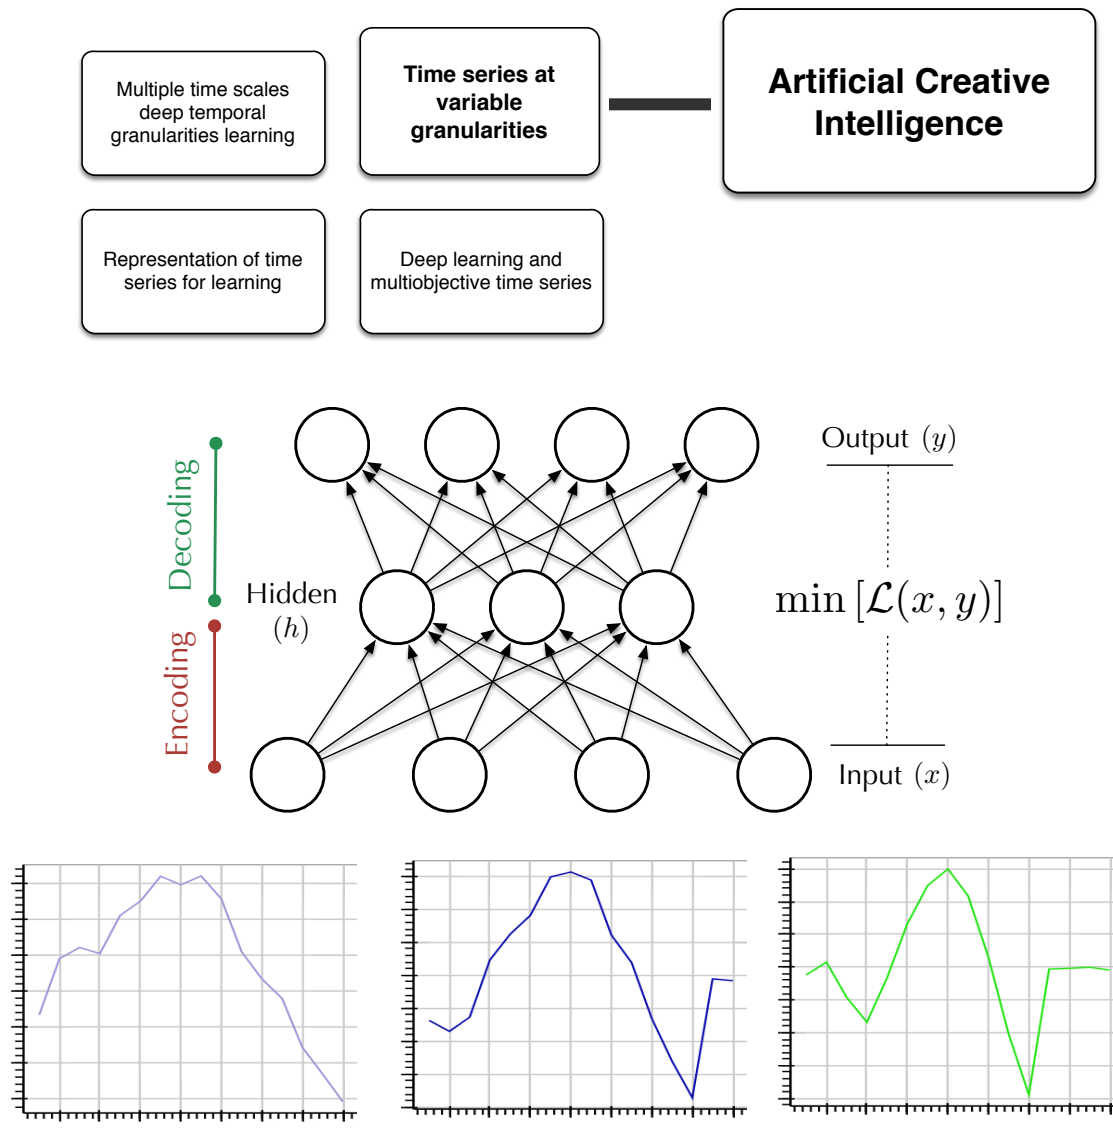 Multiple time scales
deep temporal
granularities learning
Time series at
variable
granularities
Artificial Creative
Intelligence
Representation of time
series for learning
Deep learning and
multiobjective time series
Decoding
Encoding
Hidden
(h)
Output (y)
min [ℒ(x, y)]
Input (x)